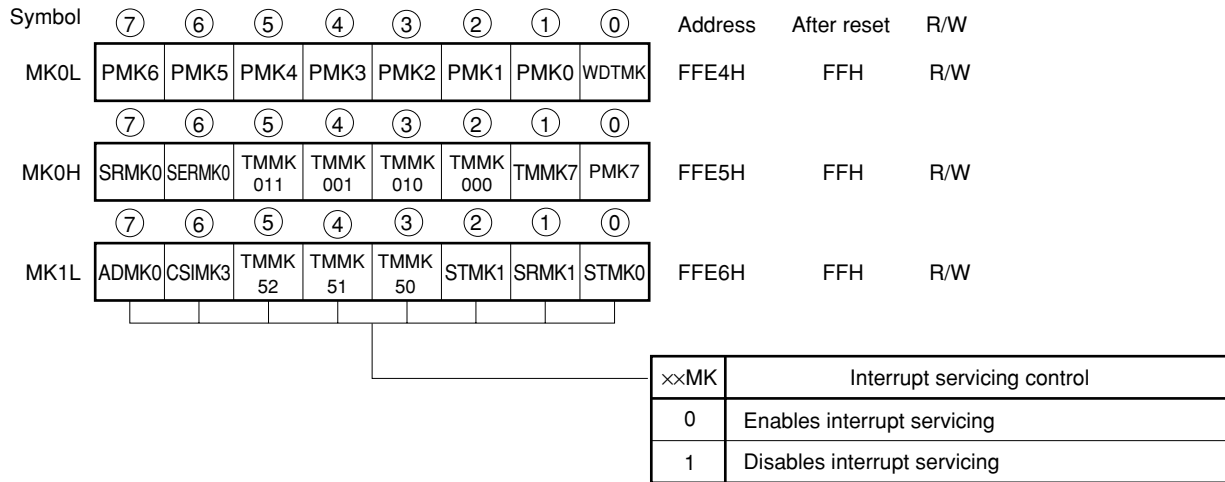 Symbol ⑦ ⑥ ⑤ ④ ③ ② ① ⓪ Address After reset R/W
MK0L PMK6 PMK5 PMK4 PMK3 PMK2 PMK1 PMK0 WDTMK FFE4H FFH R/W
⑦ ⑥ ⑤ ④ ③ ② ① ⓪
MK0H SRMK0 SERMK0 TMMK011 TMMK001 TMMK010 TMMK000 TMMK7 PMK7 FFE5H FFH R/W
⑦ ⑥ ⑤ ④ ③ ② ① ⓪
MK1L ADMK0 CSIMK3 TMMK52 TMMK51 TMMK50 STMK1 SRMK1 STMK0 FFE6H FFH R/W
××MK Interrupt servicing control
0 Enables interrupt servicing
1 Disables interrupt servicing